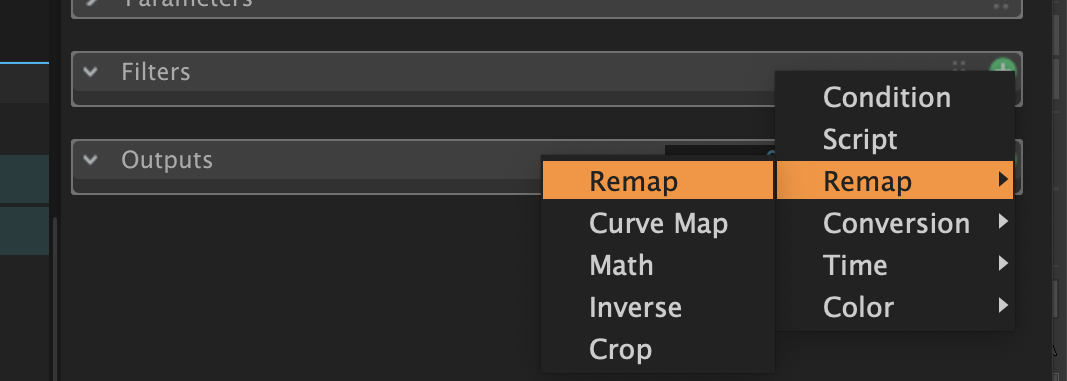 Parameters
Filters
Outputs
Condition
Script
Remap
Conversion
Time
Color
Remap
Curve Map
Math
Inverse
Crop